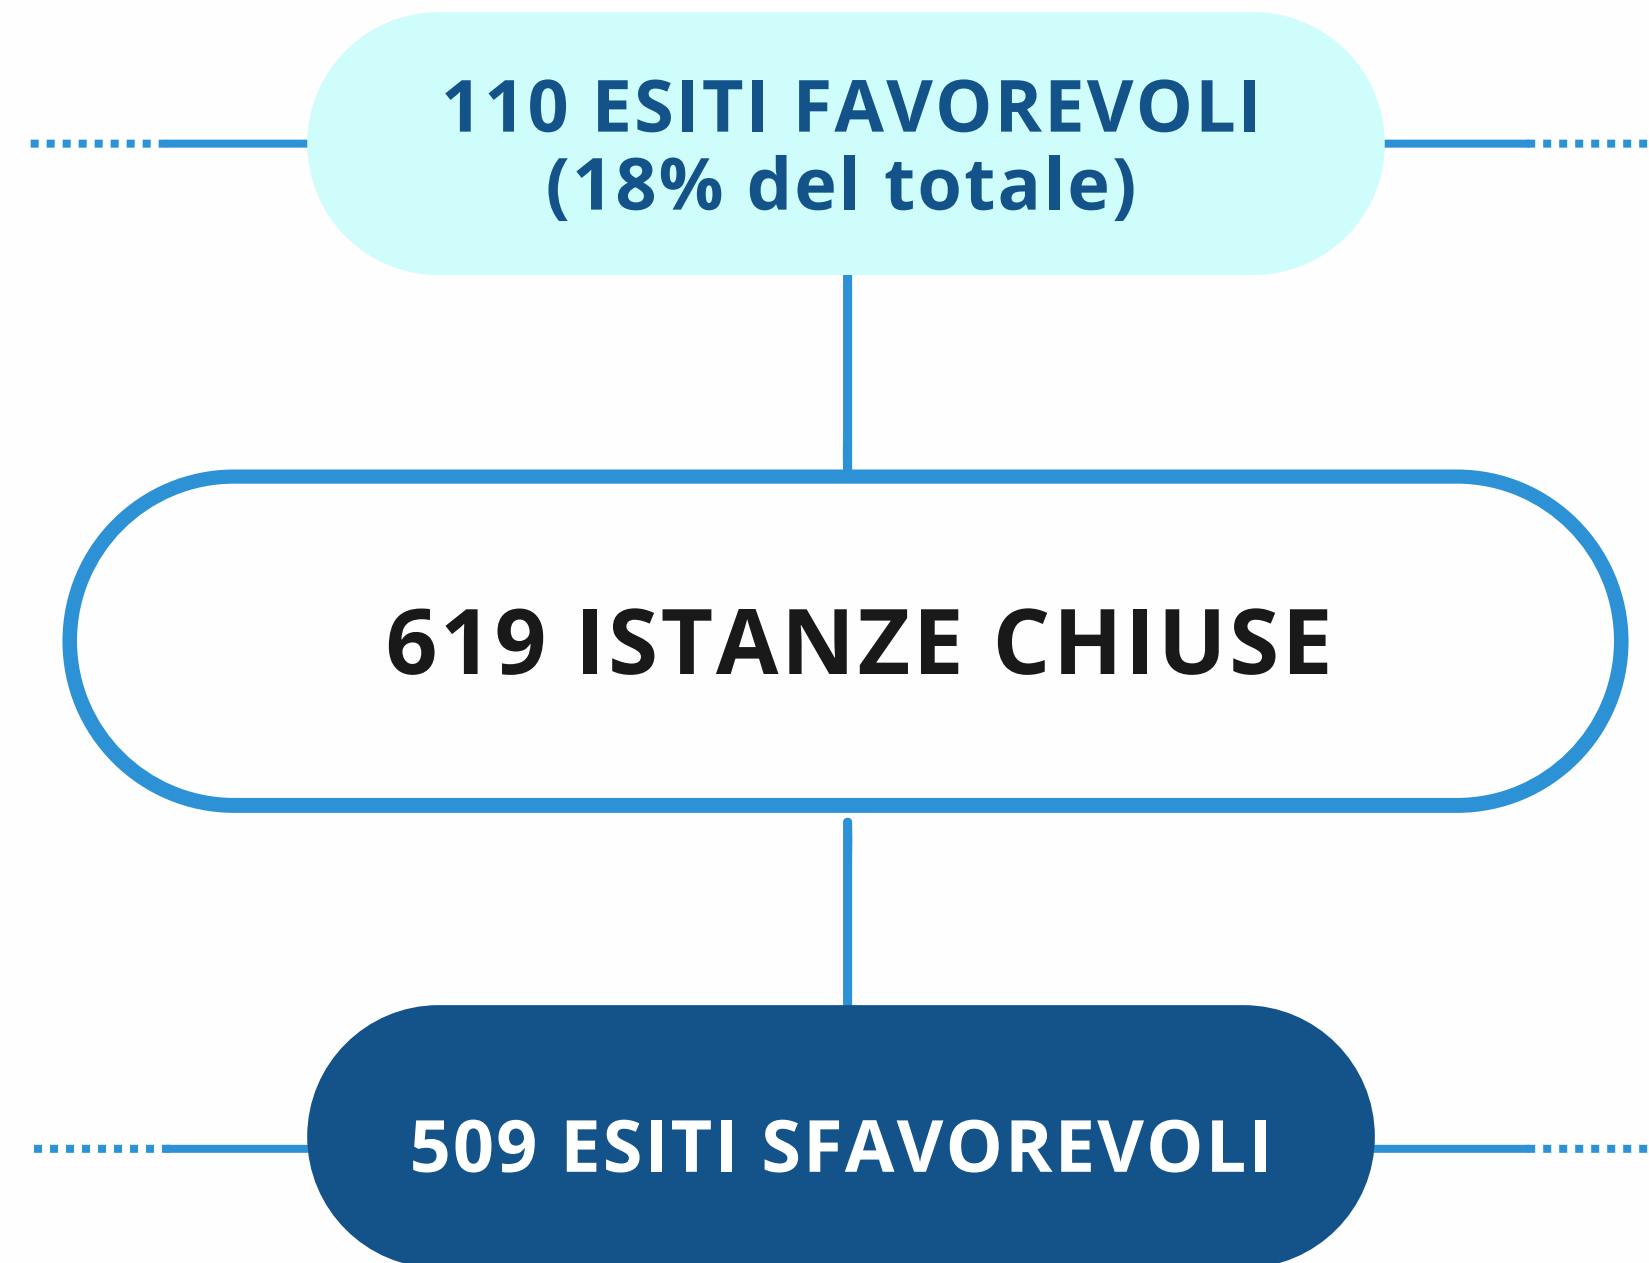 110 ESITI FAVOREVOLI
(18% del totale)
619 ISTANZE CHIUSE
509 ESITI SFAVOREVOLI